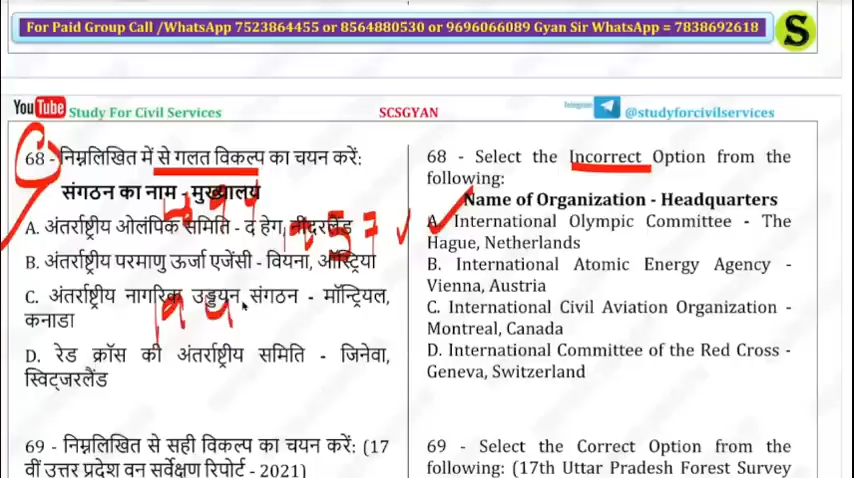 For Paid Group Call /WhatsApp 7523864455 or 8564880530 or 9696066089 Gyan Sir WhatsApp = 7838692618
S
YouTube Study For Civil Services
SCSGYAN
Telegram @studyforcivilservices
68 - निम्नलिखित में से गलत विकल्प का चयन करें:
संगठन का नाम - मुख्यालय
A. अंतर्राष्ट्रीय ओलंपिक समिति - द हेग, नीदरलैंड
B. अंतर्राष्ट्रीय परमाणु ऊर्जा एजेंसी - वियना, ऑस्ट्रिया
C. अंतर्राष्ट्रीय नागरिक उड्डयन संगठन - मॉन्ट्रियल,
कनाडा
D. रेड क्रॉस की अंतर्राष्ट्रीय समिति - जिनेवा,
स्विट्जरलैंड
69 - निम्नलिखित से सही विकल्प का चयन करें: (17
वीं उत्तर प्रदेश वन सर्वेक्षण रिपोर्ट - 2021)
68 - Select the Incorrect Option from the
following:
Name of Organization - Headquarters
A. International Olympic Committee - The
Hague, Netherlands
B. International Atomic Energy Agency -
Vienna, Austria
C. International Civil Aviation Organization -
Montreal, Canada
D. International Committee of the Red Cross -
Geneva, Switzerland
69 - Select the Correct Option from the
following: (17th Uttar Pradesh Forest Survey